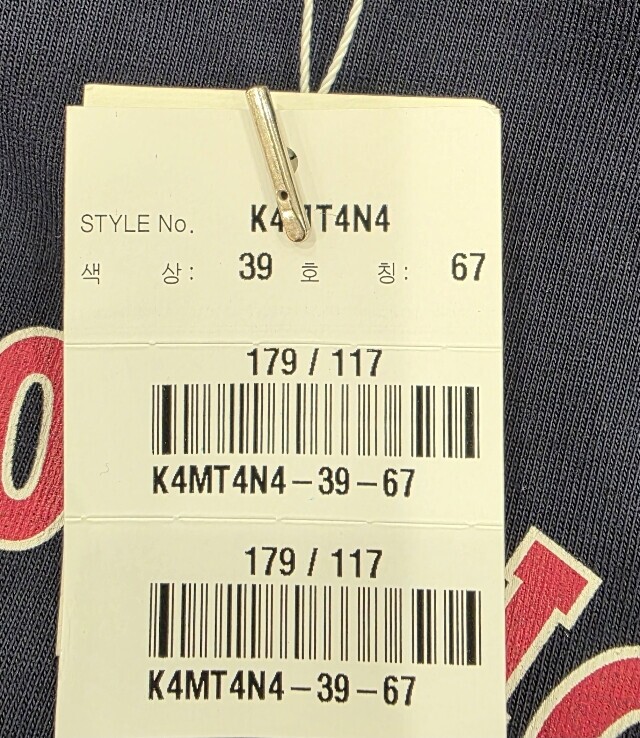 STYLE No. K4MT4N4
색 상: 39 호 칭: 67
179 / 117
K4MT4N4-39-67
179 / 117
K4MT4N4-39-67